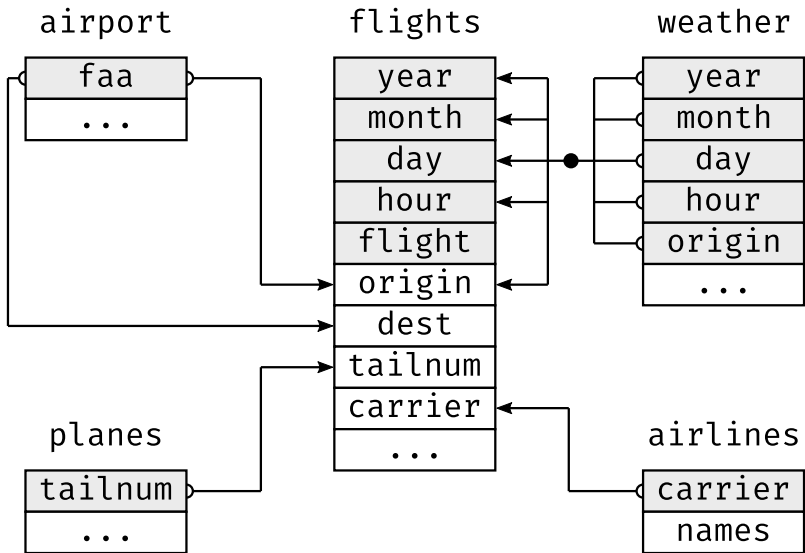 airport
faa
...
flights
year
month
day
hour
flight
origin
dest
tailnum
carrier
...
weather
year
month
day
hour
origin
...
planes
tailnum
...
airlines
carrier
names